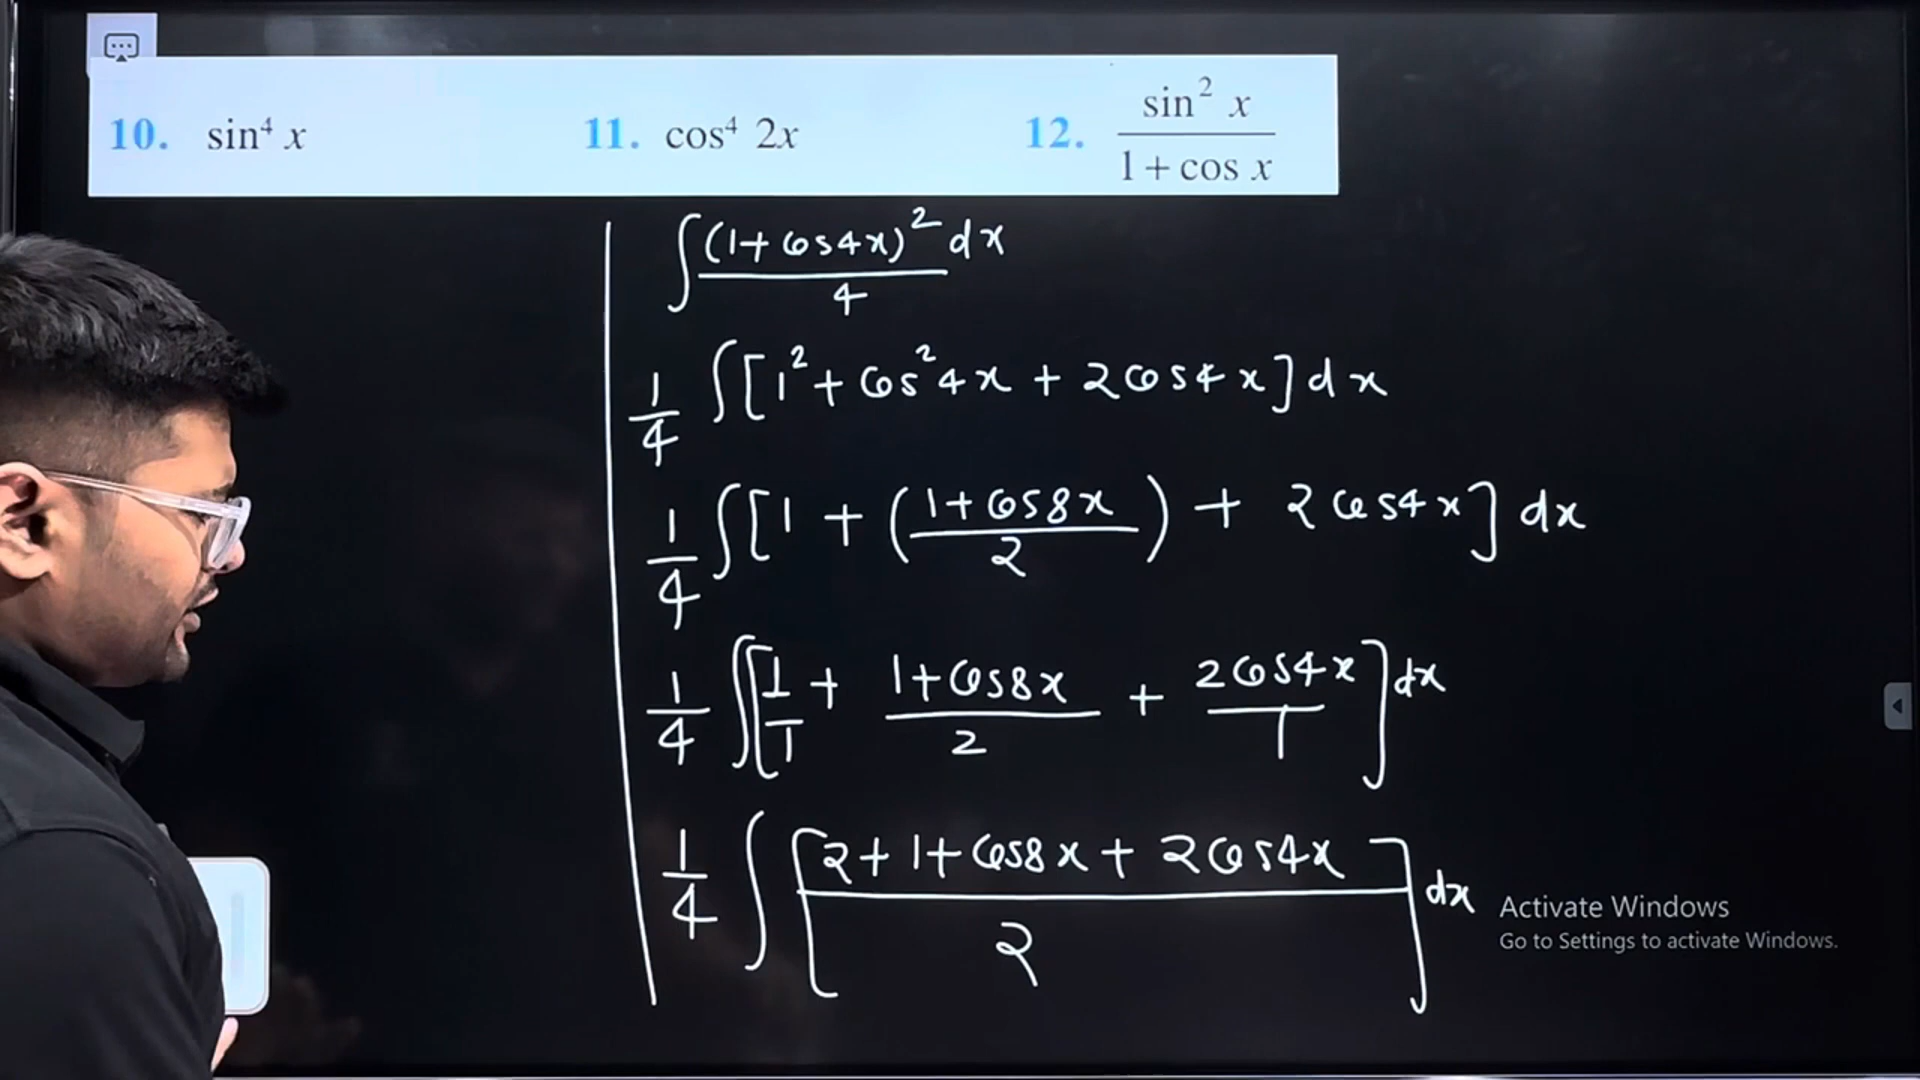 10. sin⁴ x 11. cos⁴ 2x 12. sin² x / 1 + cos x
∫ (1 + cos4x)² / 4 dx
1/4 ∫ [1² + cos²4x + 2cos4x] dx
1/4 ∫ [1 + (1 + cos8x / 2) + 2cos4x] dx
1/4 ∫ [1/1 + 1 + cos8x / 2 + 2cos4x / 1] dx
1/4 ∫ [2 + 1 + cos8x + 2cos4x / 2] dx
Activate Windows
Go to Settings to activate Windows.